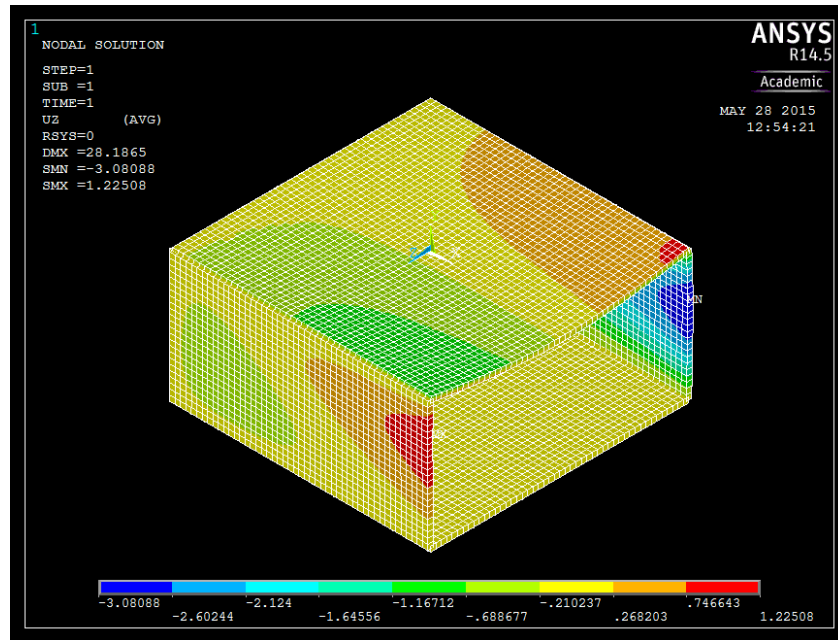 1
NODAL SOLUTION
STEP=1
SUB =1
TIME=1
UZ (AVG)
RSYS=0
DMX =28.1865
SMN =-3.08088
SMX =1.22508
ANSYS
R14.5
Academic
MAY 28 2015
12:54:21
Z X
MN
MX
-3.08088 -2.124 -1.16712 -.210237 .746643
-2.60244 -1.64556 -.688677 .268203 1.22508